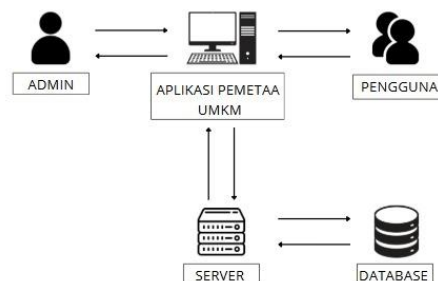 ADMIN
APLIKASI PEMETAA
UMKM
PENGGUNA
SERVER
DATABASE